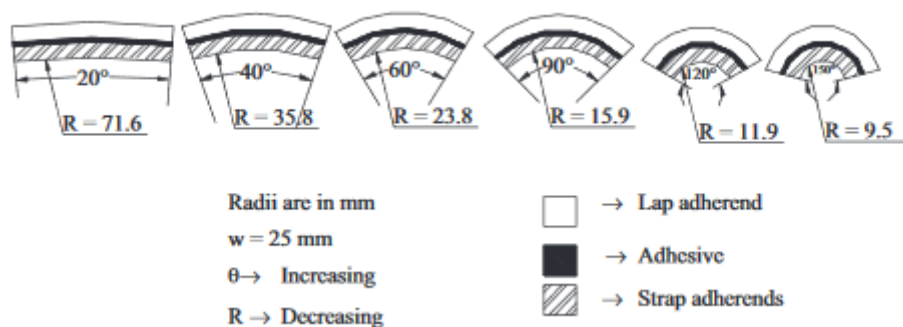 20° 40° 60° 90° 120° 150°
R = 71.6 R = 35.8 R = 23.8 R = 15.9 R = 11.9 R = 9.5
Radii are in mm
w = 25 mm
θ→ Increasing
R → Decreasing
→ Lap adherend
→ Adhesive
→ Strap adherends